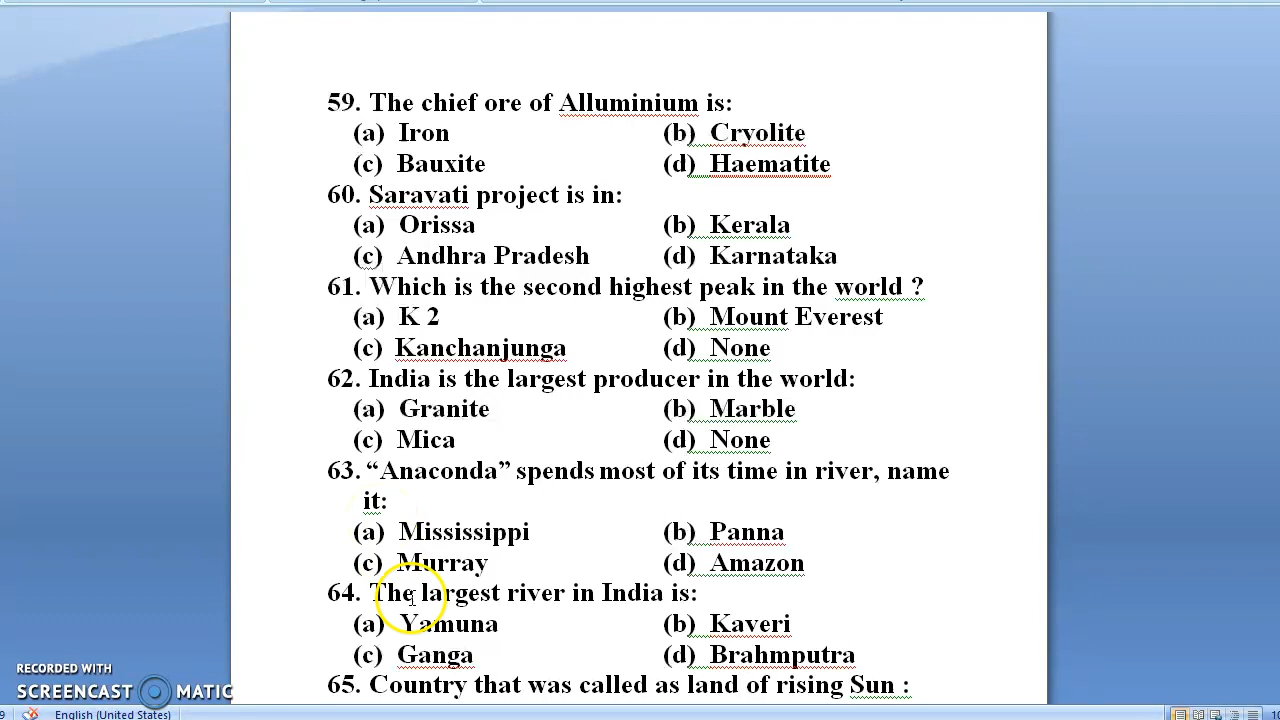 59. The chief ore of Alluminium is:
(a) Iron (b) Cryolite
(c) Bauxite (d) Haematite
60. Saravati project is in:
(a) Orissa (b) Kerala
(c) Andhra Pradesh (d) Karnataka
61. Which is the second highest peak in the world ?
(a) K 2 (b) Mount Everest
(c) Kanchanjunga (d) None
62. India is the largest producer in the world:
(a) Granite (b) Marble
(c) Mica (d) None
63. “Anaconda” spends most of its time in river, name
it:
(a) Mississippi (b) Panna
(c) Murray (d) Amazon
64. The largest river in India is:
(a) Yamuna (b) Kaveri
(c) Ganga (d) Brahmputra
65. Country that was called as land of rising Sun :
RECORDED WITH
SCREENCAST MATIC
English (United States)